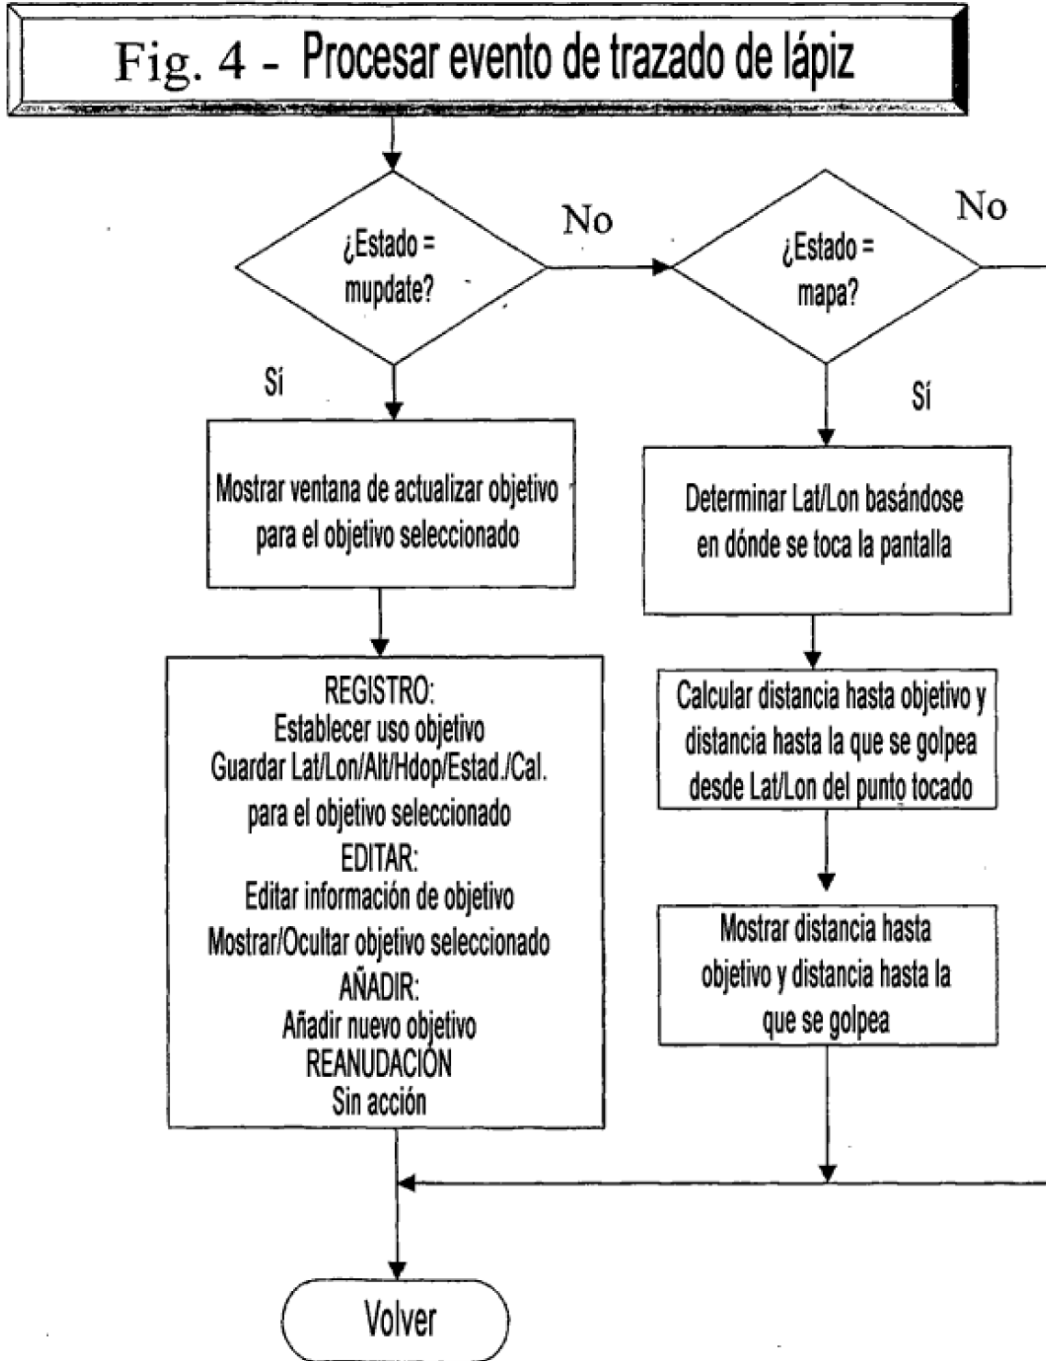 Fig. 4 - Procesar evento de trazado de lápiz
¿Estado =
mupdate?
No
¿Estado =
mapa?
No
Sí
Sí
Mostrar ventana de actualizar objetivo
para el objetivo seleccionado
Determinar Lat/Lon basándose
en dónde se toca la pantalla
REGISTRO:
Establecer uso objetivo
Guardar Lat/Lon/Alt/Hdop/Estad./Cal.
para el objetivo seleccionado
EDITAR:
Editar información de objetivo
Mostrar/Ocultar objetivo seleccionado
AÑADIR:
Añadir nuevo objetivo
REANUDACIÓN
Sin acción
Calcular distancia hasta objetivo y
distancia hasta la que se golpea
desde Lat/Lon del punto tocado
Mostrar distancia hasta
objetivo y distancia hasta la
que se golpea
Volver